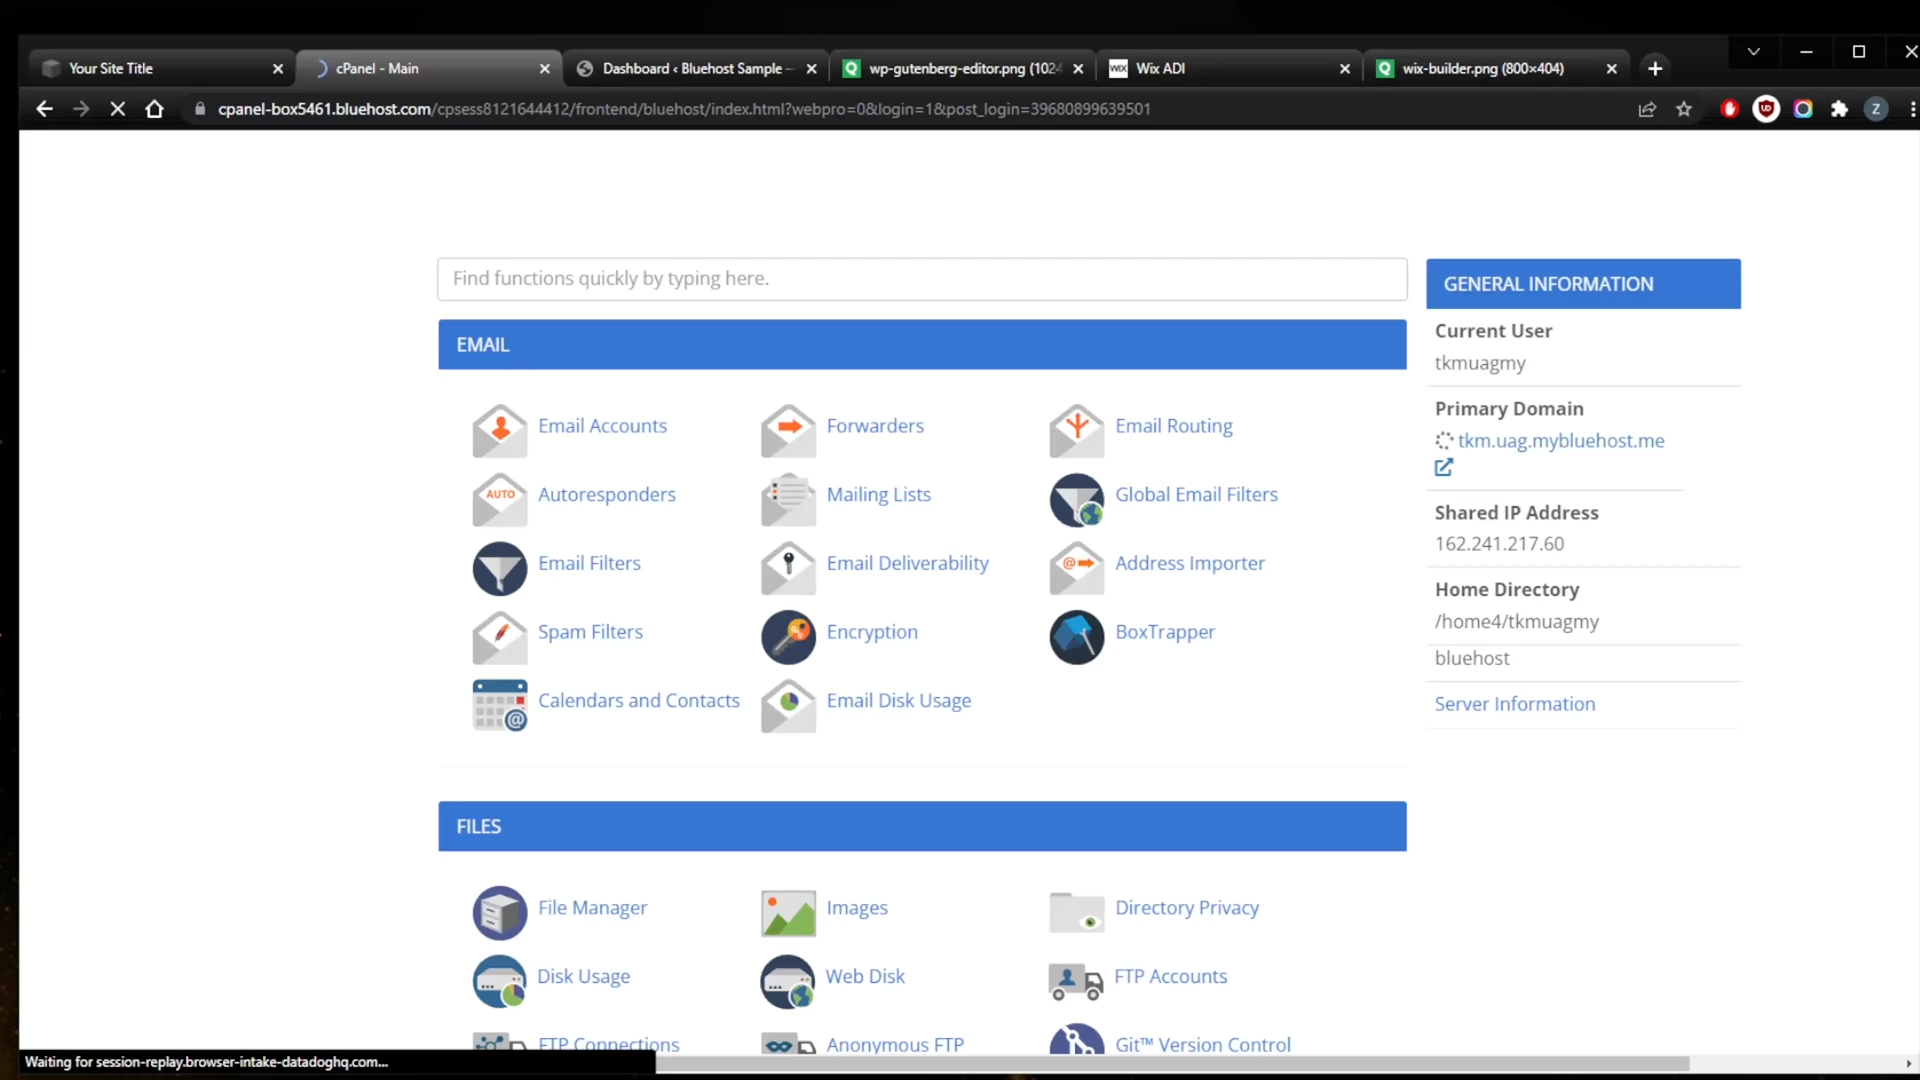 Your Site Title
cPanel - Main
Dashboard ‹ Bluehost Sample —
wp-gutenberg-editor.png (1024
WIX Wix ADI
wix-builder.png (800×404)
cpanel-box5461.bluehost.com/cpsess8121644412/frontend/bluehost/index.html?webpro=0&login=1&post_login=39680899639501
Z
Find functions quickly by typing here.
EMAIL
Email Accounts
Forwarders
Email Routing
AUTO
Autoresponders
Mailing Lists
Global Email Filters
Email Filters
Email Deliverability
Address Importer
Spam Filters
Encryption
BoxTrapper
Calendars and Contacts
Email Disk Usage
FILES
File Manager
Images
Directory Privacy
Disk Usage
Web Disk
FTP Accounts
FTP Connections
Anonymous FTP
Git™ Version Control
GENERAL INFORMATION
Current User
tkmuagmy
Primary Domain
tkm.uag.mybluehost.me
Shared IP Address
162.241.217.60
Home Directory
/home4/tkmuagmy
bluehost
Server Information
Waiting for session-replay.browser-intake-datadoghq.com...